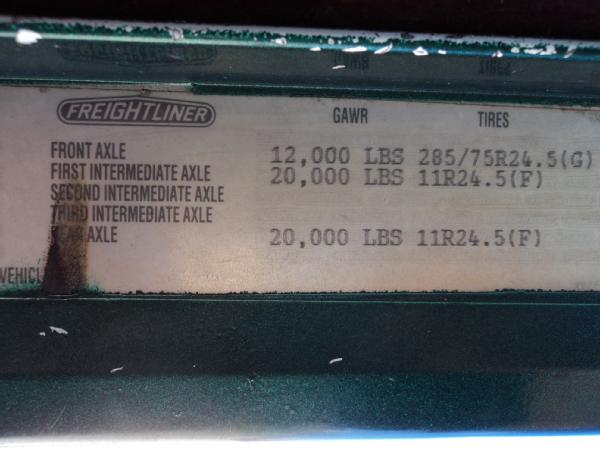 FREIGHTLINER GAWR TIRES
FRONT AXLE 12,000 LBS 285/75R24.5(G)
FIRST INTERMEDIATE AXLE 20,000 LBS 11R24.5(F)
SECOND INTERMEDIATE AXLE
THIRD INTERMEDIATE AXLE
REAR AXLE 20,000 LBS 11R24.5(F)
VEHICL